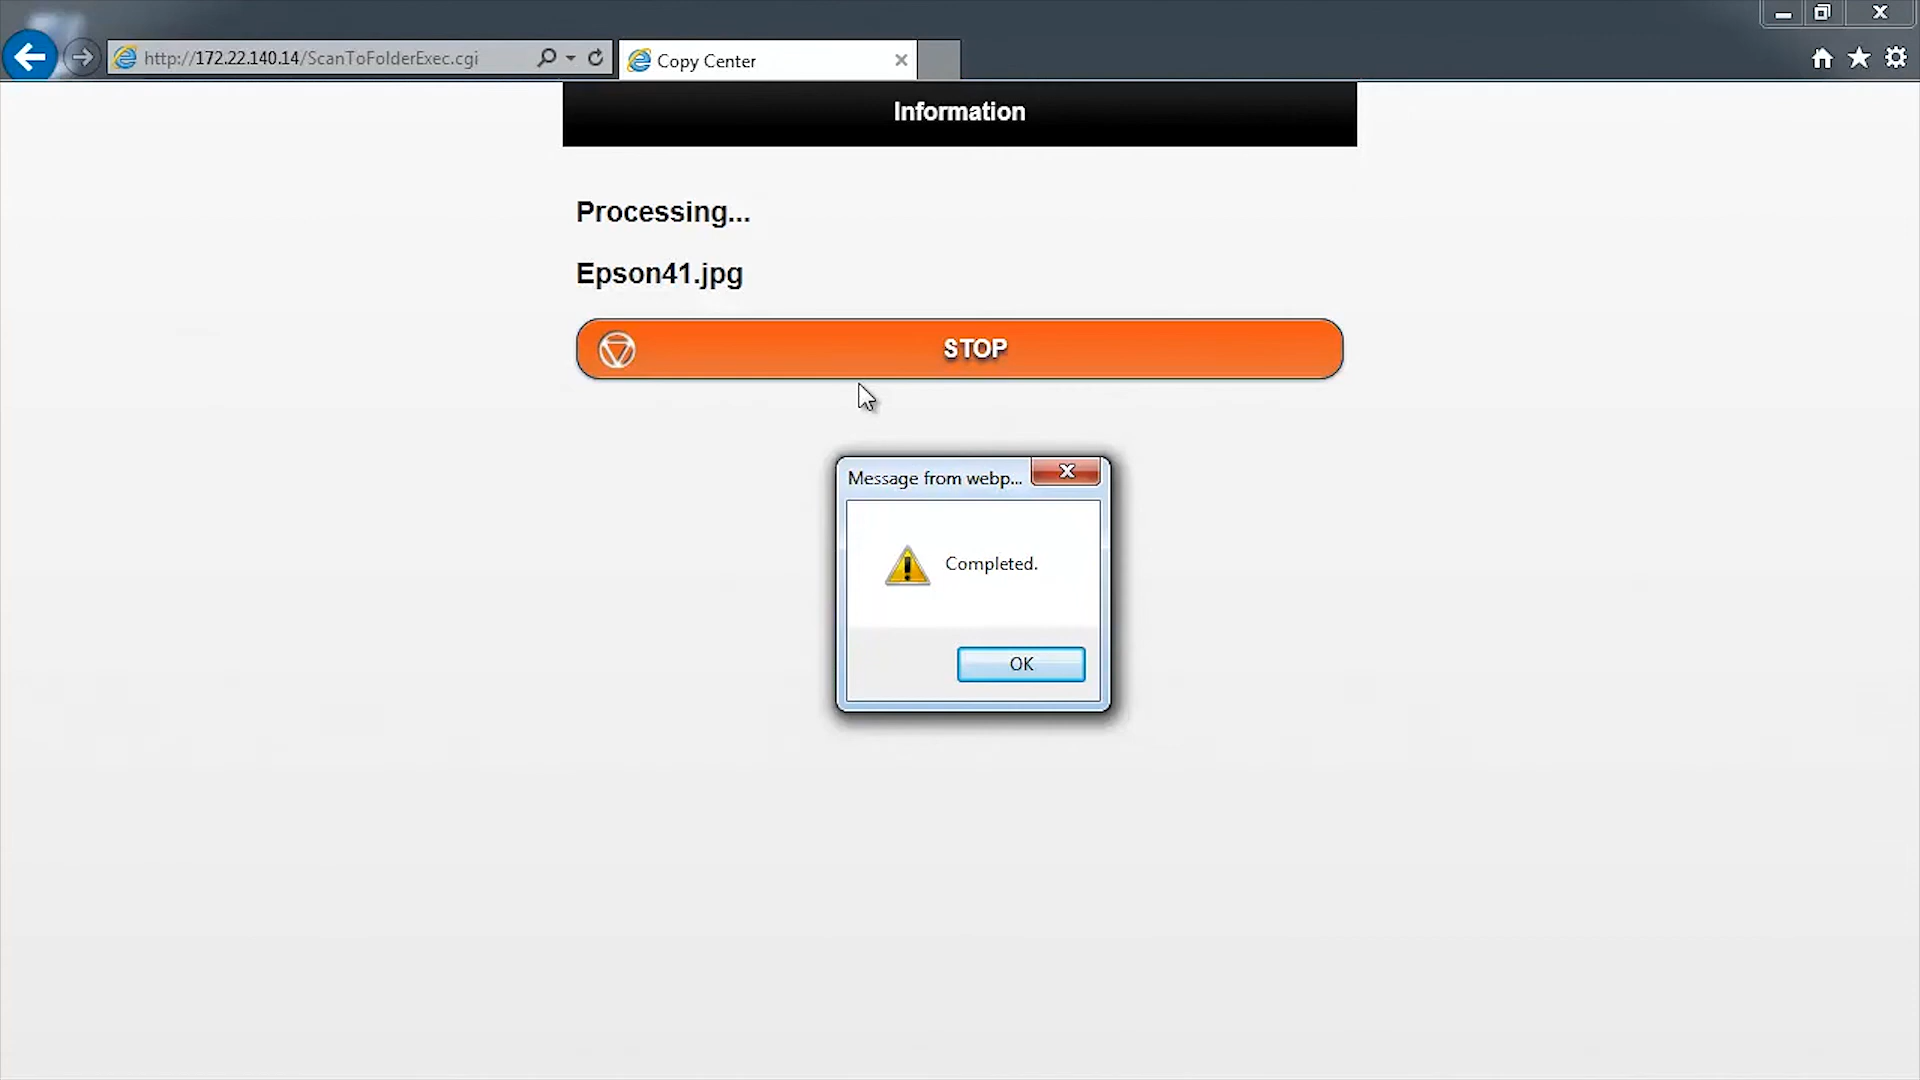 http://172.22.140.14/ScanToFolderExec.cgi
Copy Center
Information
Processing...
Epson41.jpg
STOP
Message from webp...
Completed.
OK